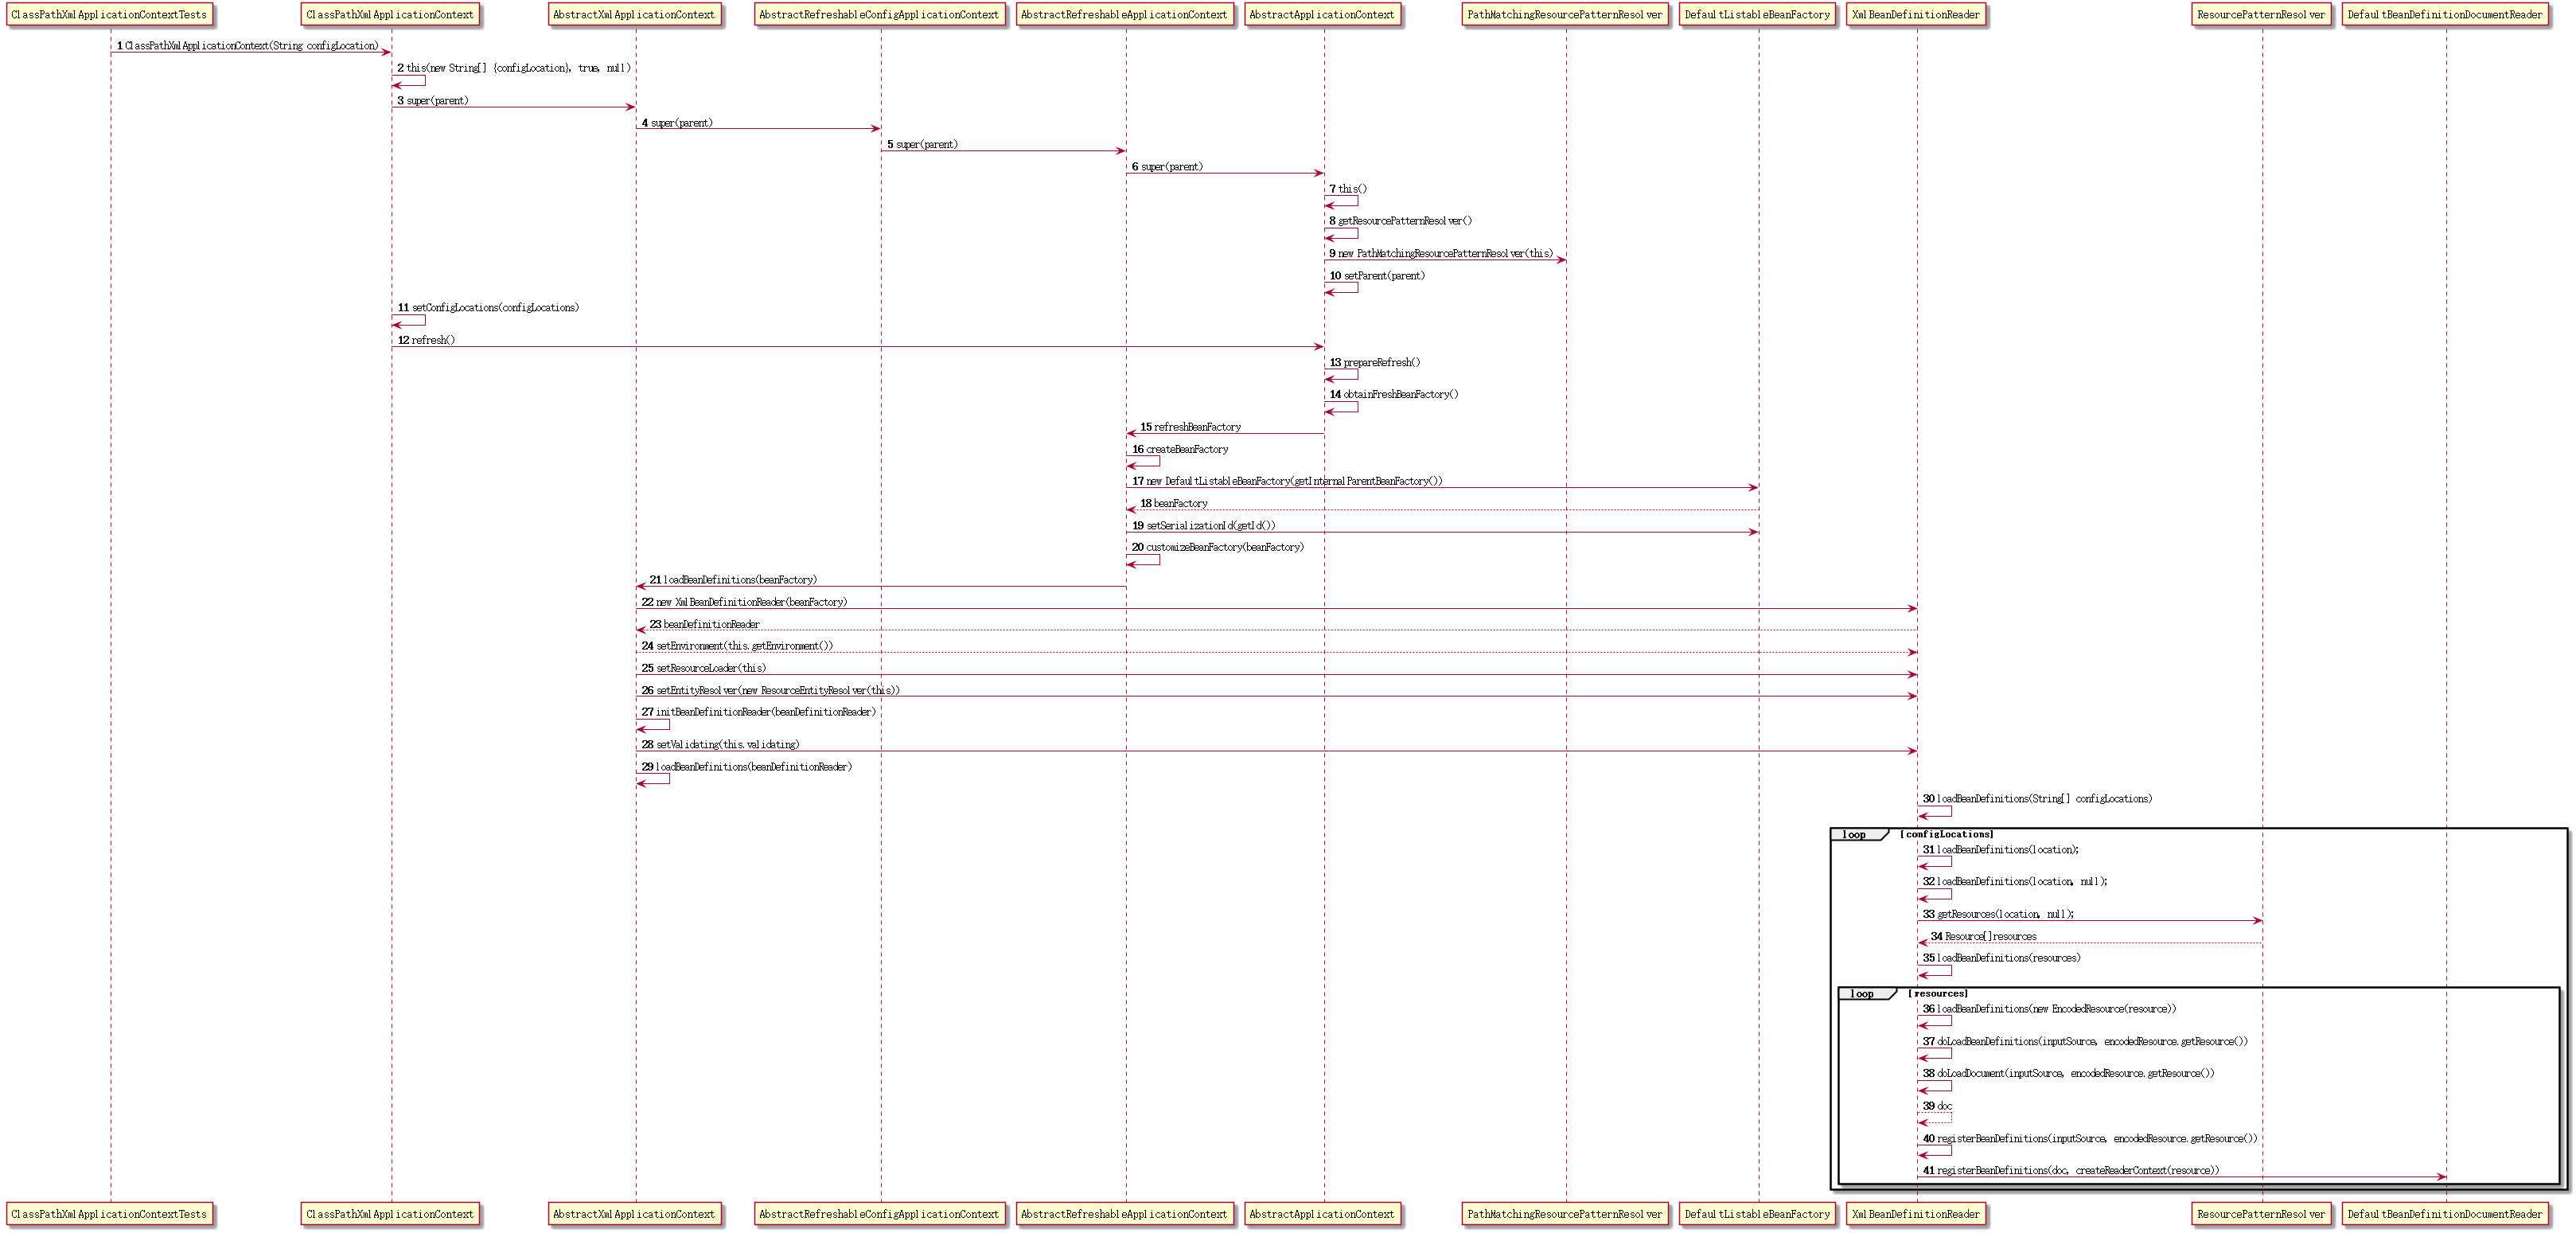 ClassPathXmlApplicationContextTests ClassPathXmlApplicationContext AbstractXmlApplicationContext AbstractRefreshableConfigApplicationContext AbstractRefreshableApplicationContext AbstractApplicationContext PathMatchingResourcePatternResolver DefaultListableBeanFactory XmlBeanDefinitionReader ResourcePatternResolver DefaultBeanDefinitionDocumentReader
1 ClassPathXmlApplicationContext(String configLocation)
2 this(new String[] {configLocation}, true, null)
3 super(parent)
4 super(parent)
5 super(parent)
6 super(parent)
7 this()
8 getResourcePatternResolver()
9 new PathMatchingResourcePatternResolver(this)
10 setParent(parent)
11 setConfigLocations(configLocations)
12 refresh()
13 prepareRefresh()
14 obtainFreshBeanFactory()
15 refreshBeanFactory
16 createBeanFactory
17 new DefaultListableBeanFactory(getInternalParentBeanFactory())
18 beanFactory
19 setSerializationId(getId())
20 customizeBeanFactory(beanFactory)
21 loadBeanDefinitions(beanFactory)
22 new XmlBeanDefinitionReader(beanFactory)
23 beanDefinitionReader
24 setEnvironment(this.getEnvironment())
25 setResourceLoader(this)
26 setEntityResolver(new ResourceEntityResolver(this))
27 initBeanDefinitionReader(beanDefinitionReader)
28 setValidating(this.validating)
29 loadBeanDefinitions(beanDefinitionReader)
30 loadBeanDefinitions(String[] configLocations)
loop [configLocations]
31 loadBeanDefinitions(location);
32 loadBeanDefinitions(location, null);
33 getResources(location, null);
34 Resource[]resources
35 loadBeanDefinitions(resources)
loop [resources]
36 loadBeanDefinitions(new EncodedResource(resource))
37 doLoadBeanDefinitions(inputSource, encodedResource.getResource())
38 doLoadDocument(inputSource, encodedResource.getResource())
39 doc
40 registerBeanDefinitions(inputSource, encodedResource.getResource())
41 registerBeanDefinitions(doc, createReaderContext(resource))
ClassPathXmlApplicationContextTests ClassPathXmlApplicationContext AbstractXmlApplicationContext AbstractRefreshableConfigApplicationContext AbstractRefreshableApplicationContext AbstractApplicationContext PathMatchingResourcePatternResolver DefaultListableBeanFactory XmlBeanDefinitionReader ResourcePatternResolver DefaultBeanDefinitionDocumentReader